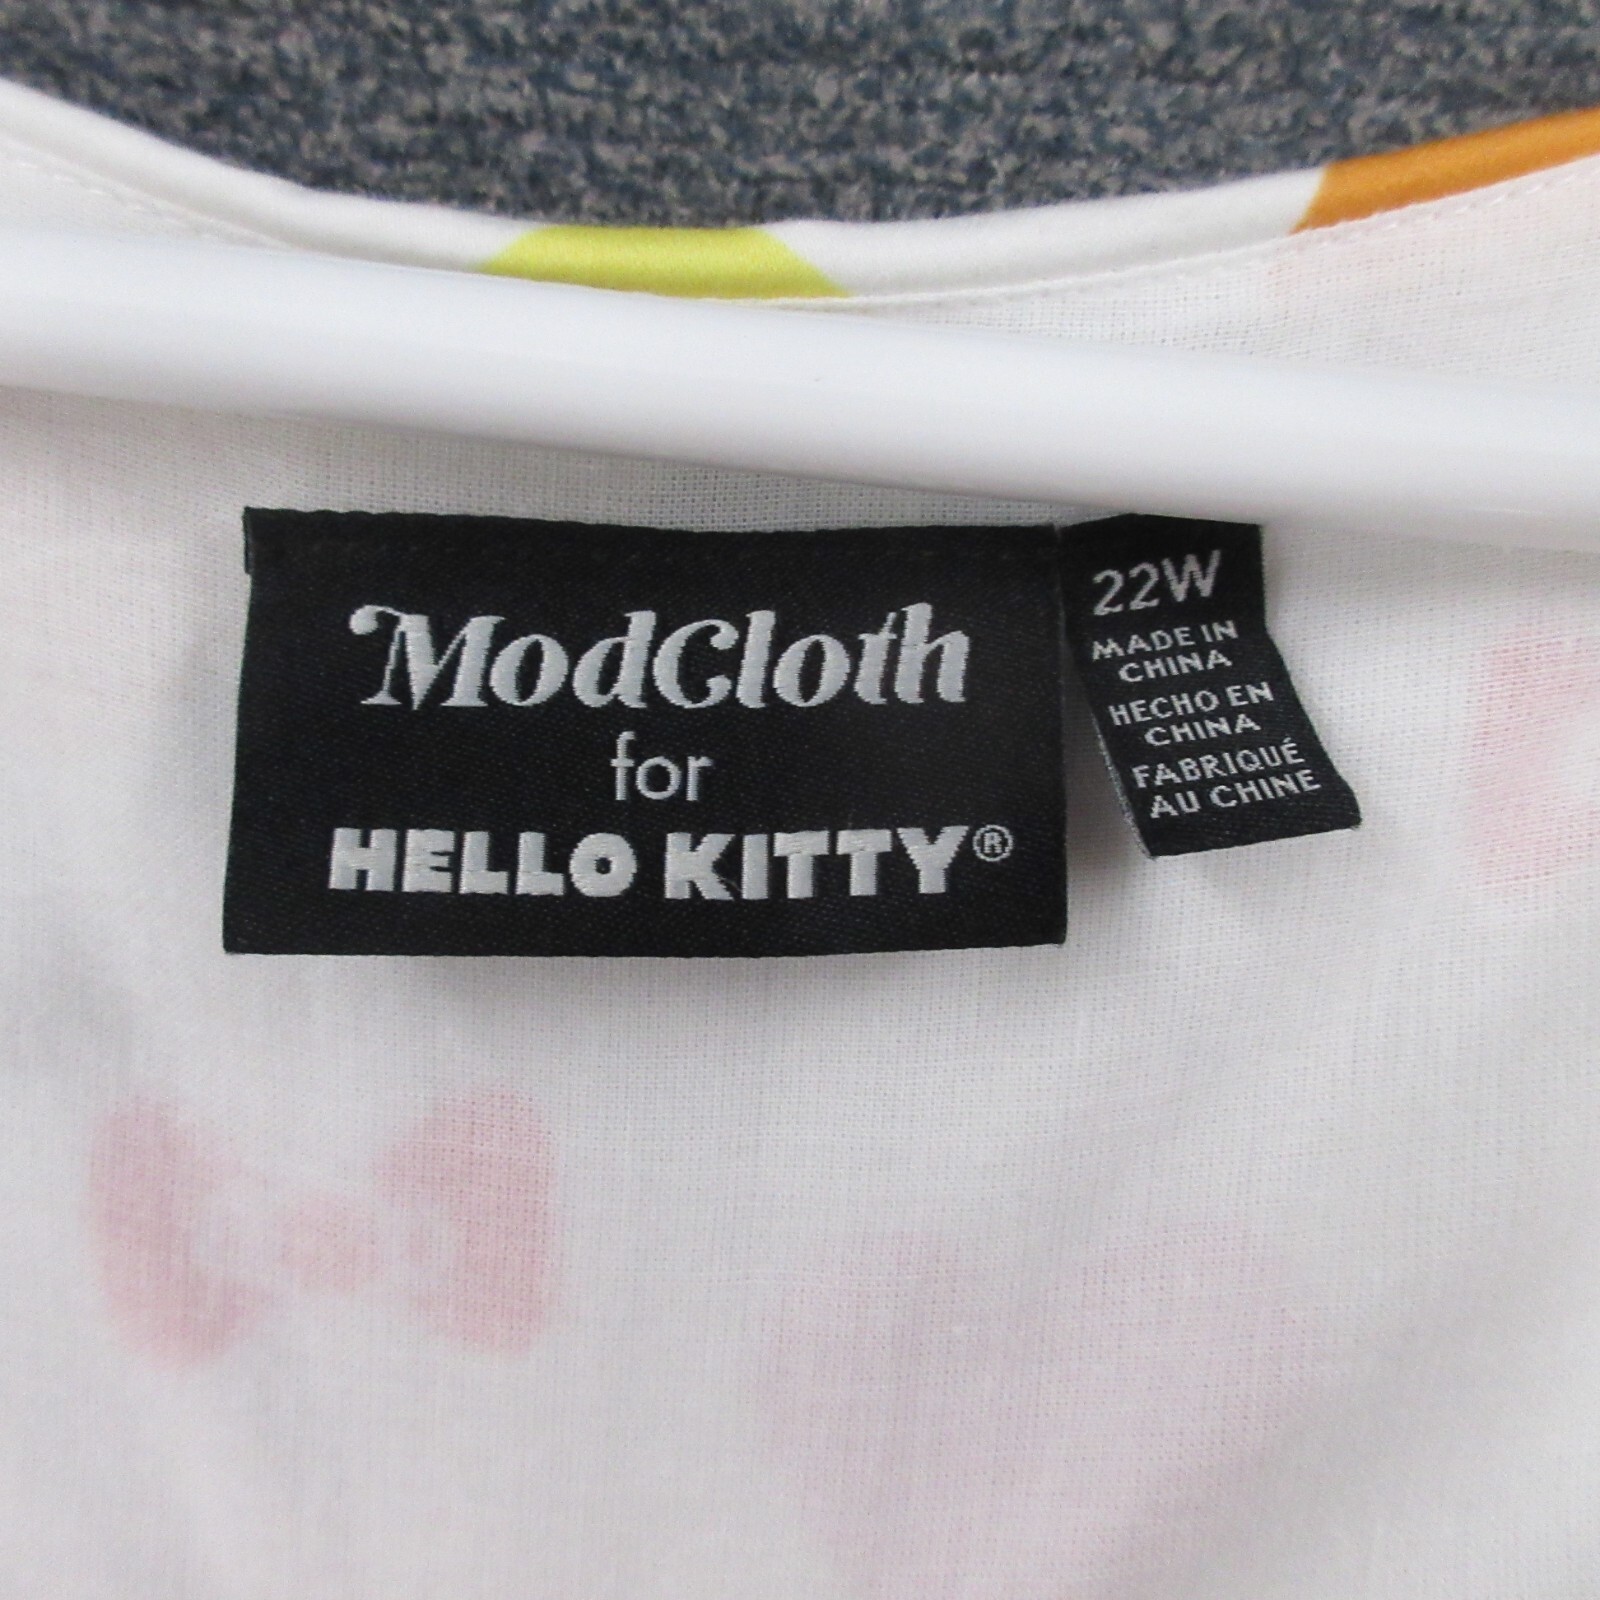 ModCloth
for
HELLO KITTY®
22W
MADE IN
CHINA
HECHO EN
CHINA
FABRIQUÉ
AU CHINE